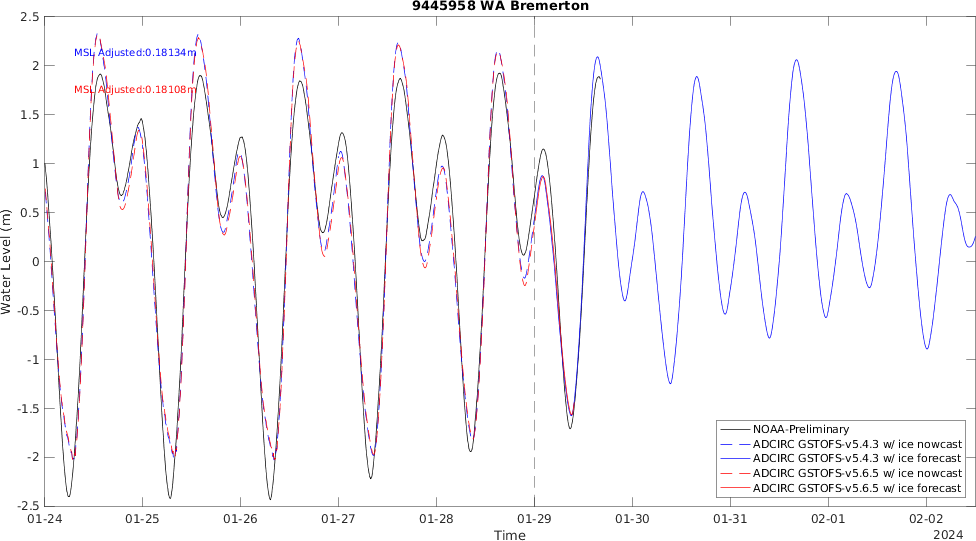 9445958 WA Bremerton
2.5
2
1.5
1
0.5
0
-0.5
-1
-1.5
-2
-2.5
Water Level (m)
MSL Adjusted:0.18134m
MSL Adjusted:0.18108m
NOAA-Preliminary
ADCIRC GSTOFS-v5.4.3 w/ ice nowcast
ADCIRC GSTOFS-v5.4.3 w/ ice forecast
ADCIRC GSTOFS-v5.6.5 w/ ice nowcast
ADCIRC GSTOFS-v5.6.5 w/ ice forecast
01-24 01-25 01-26 01-27 01-28 01-29 01-30 01-31 02-01 02-02
Time
2024